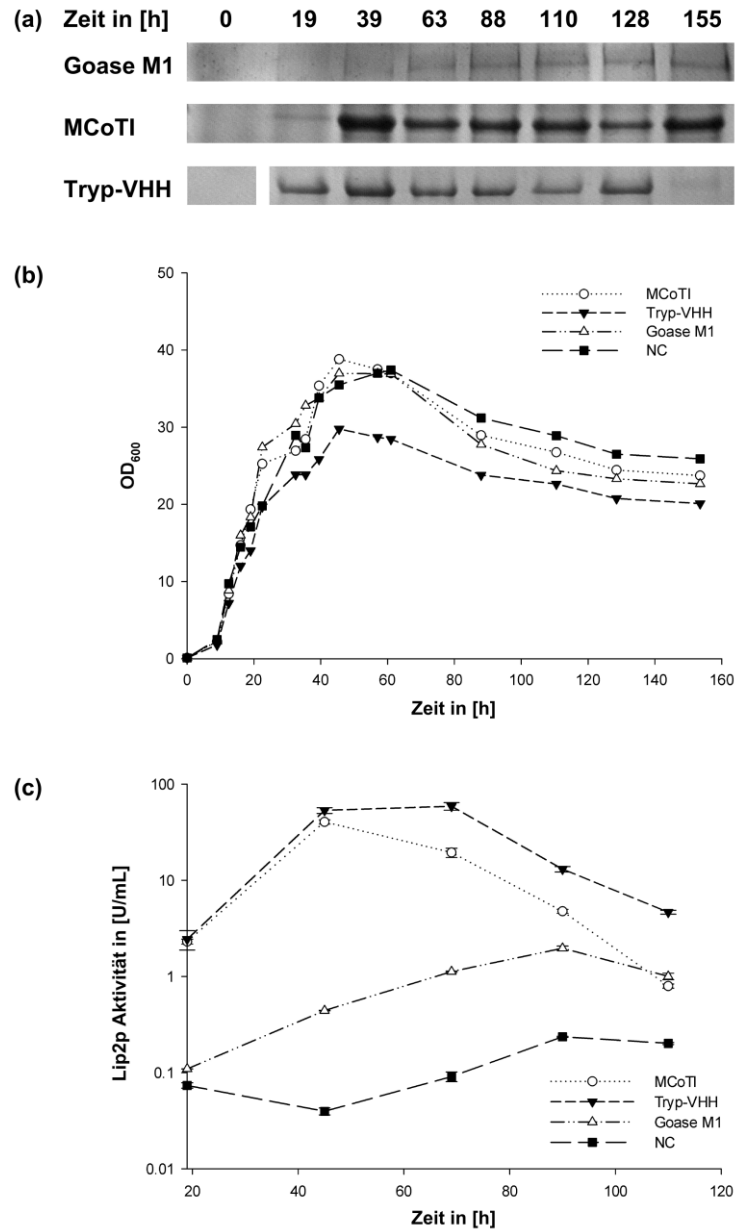 (a) Zeit in [h] 0 19 39 63 88 110 128 155
Goase M1
MCoTI
Tryp-VHH
(b)
50
40
30
20
10
0
OD600
MCoTI
Tryp-VHH
Goase M1
NC
0 20 40 60 80 100 120 140 160
Zeit in [h]
(c)
100
10
1
0.1
0.01
Lip2p Aktivität in [U/mL]
MCoTI
Tryp-VHH
Goase M1
NC
20 40 60 80 100 120
Zeit in [h]